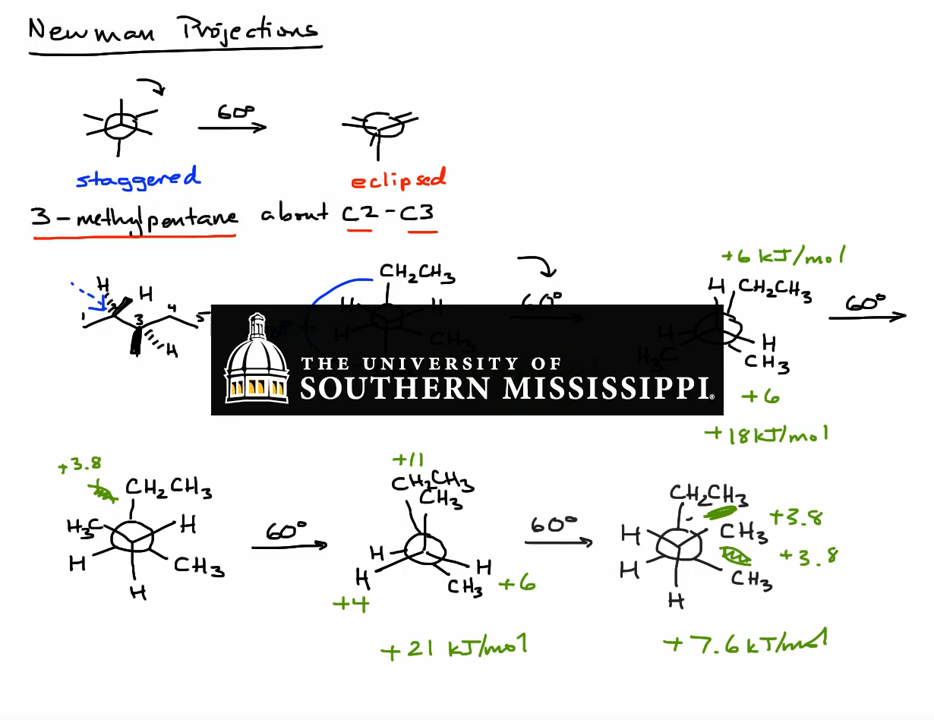 Newman Projections
60°
staggered eclipsed
3-methylpentane about C2-C3
+6 kJ/mol
CH₂CH₃
H H
1 2 3 4 5
H
60°
H CH₂CH₃
60°
H
H
CH₃
H₃C
H
CH₃
THE UNIVERSITY OF
SOUTHERN MISSISSIPPI®
+6
+18 kJ/mol
+3.8
CH₂CH₃
H₃C H
H CH₃
H
60°
+11
CH₂CH₃
CH₃
H
H
H
CH₃
+4
+6
+21 kJ/mol
60°
CH₂CH₃
H CH₃ +3.8
H CH₃ +3.8
H
+7.6 kJ/mol